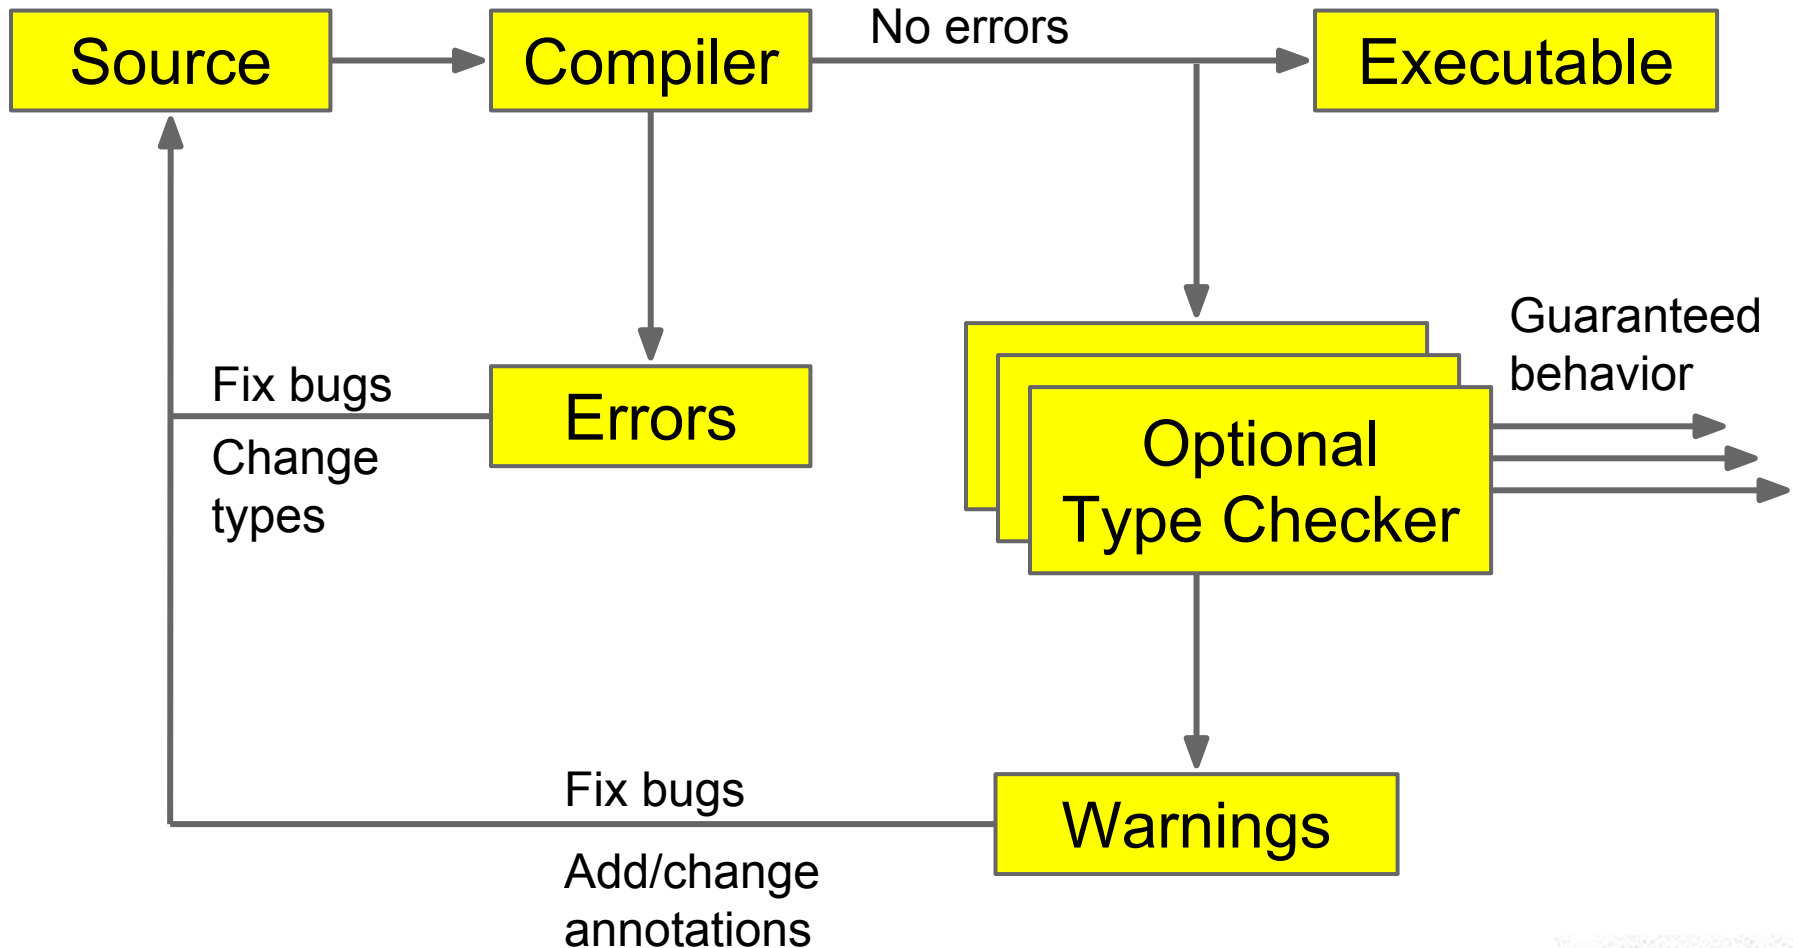 No errors
Source
Compiler
Executable
Guaranteed
behavior
Fix bugs
Errors
Change
types
Optional
Type Checker
Fix bugs
Warnings
Add/change
annotations